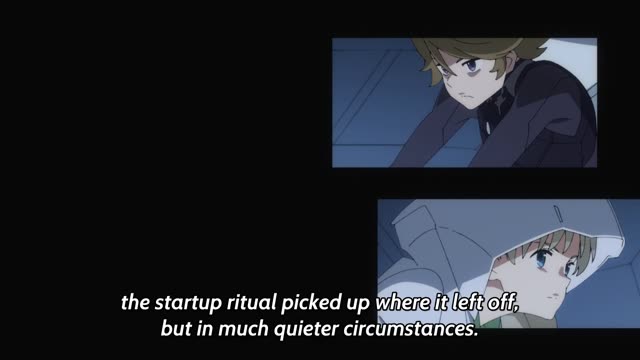 the startup ritual picked up where it left off,
but in much quieter circumstances.